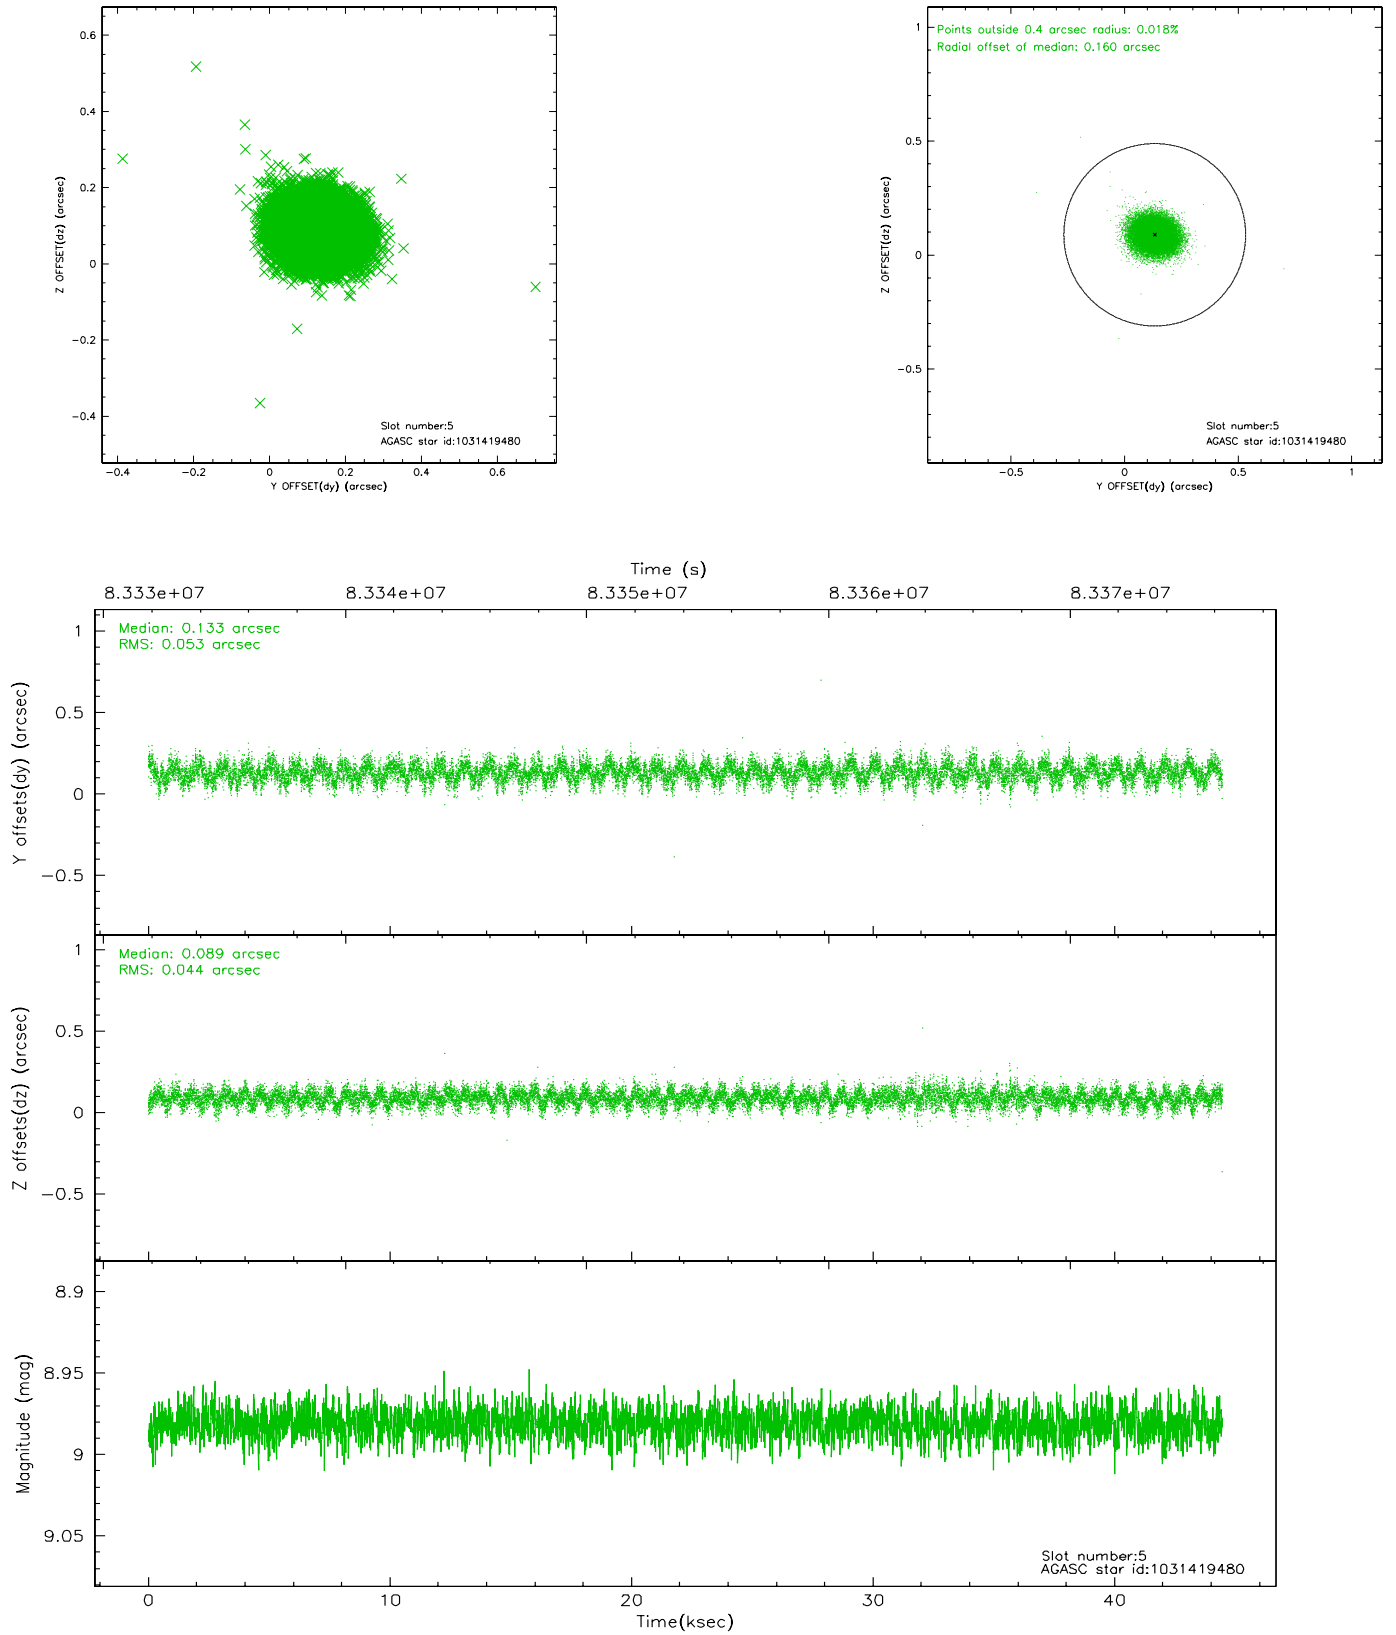 0.6
0.4
0.2
0
−0.2
−0.4
Z OFFSET(dz) (arcsec)
Slot number:5
AGASC star id:1031419480
−0.4 −0.2 0 0.2 0.4 0.6
Y OFFSET(dy) (arcsec)
Points outside 0.4 arcsec radius: 0.018%
Radial offset of median: 0.160 arcsec
1
0.5
0
−0.5
Z OFFSET(dz) (arcsec)
Slot number:5
AGASC star id:1031419480
−0.5 0 0.5 1
Y OFFSET(dy) (arcsec)
Time (s)
8.333e+07 8.334e+07 8.335e+07 8.336e+07 8.337e+07
Median: 0.133 arcsec
RMS: 0.053 arcsec
1
0.5
0
−0.5
Y offsets(dy) (arcsec)
Median: 0.089 arcsec
RMS: 0.044 arcsec
1
0.5
0
−0.5
Z offsets(dz) (arcsec)
8.9
8.95
9
9.05
Magnitude (mag)
Slot number:5
AGASC star id:1031419480
0 10 20 30 40
Time(ksec)